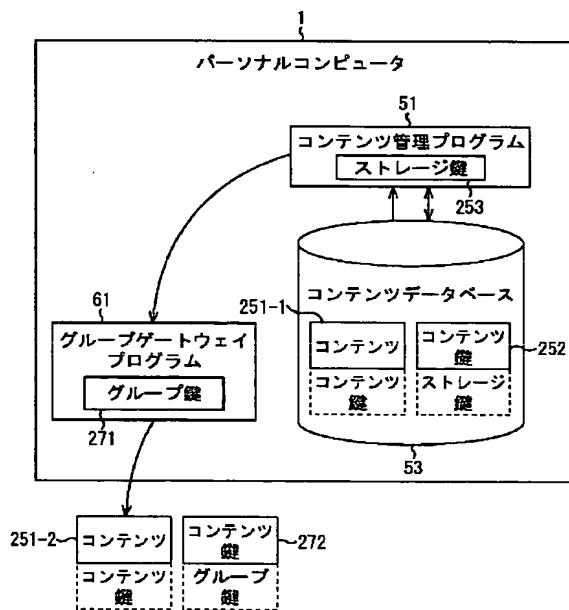 1
パーソナルコンピュータ
51
コンテンツ管理プログラム
ストレージ鍵
253
コンテンツデータベース
251-1
コンテンツ
コンテンツ
鍵
コンテンツ
鍵
252
ストレージ
鍵
53
61
グループゲートウェイ
プログラム
グループ鍵
271
251-2
コンテンツ
コンテンツ
鍵
コンテンツ
鍵
272
グループ
鍵